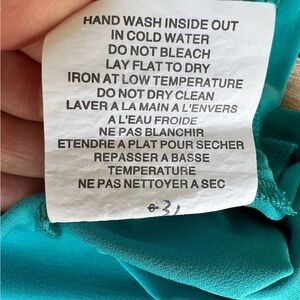 HAND WASH INSIDE OUT
IN COLD WATER
DO NOT BLEACH
LAY FLAT TO DRY
IRON AT LOW TEMPERATURE
DO NOT DRY CLEAN
LAVER A LA MAIN A L'ENVERS
A L'EAU FROIDE
NE PAS BLANCHIR
ETENDRE A PLAT POUR SECHER
REPASSER A BASSE
TEMPERATURE
NE PAS NETTOYER A SEC